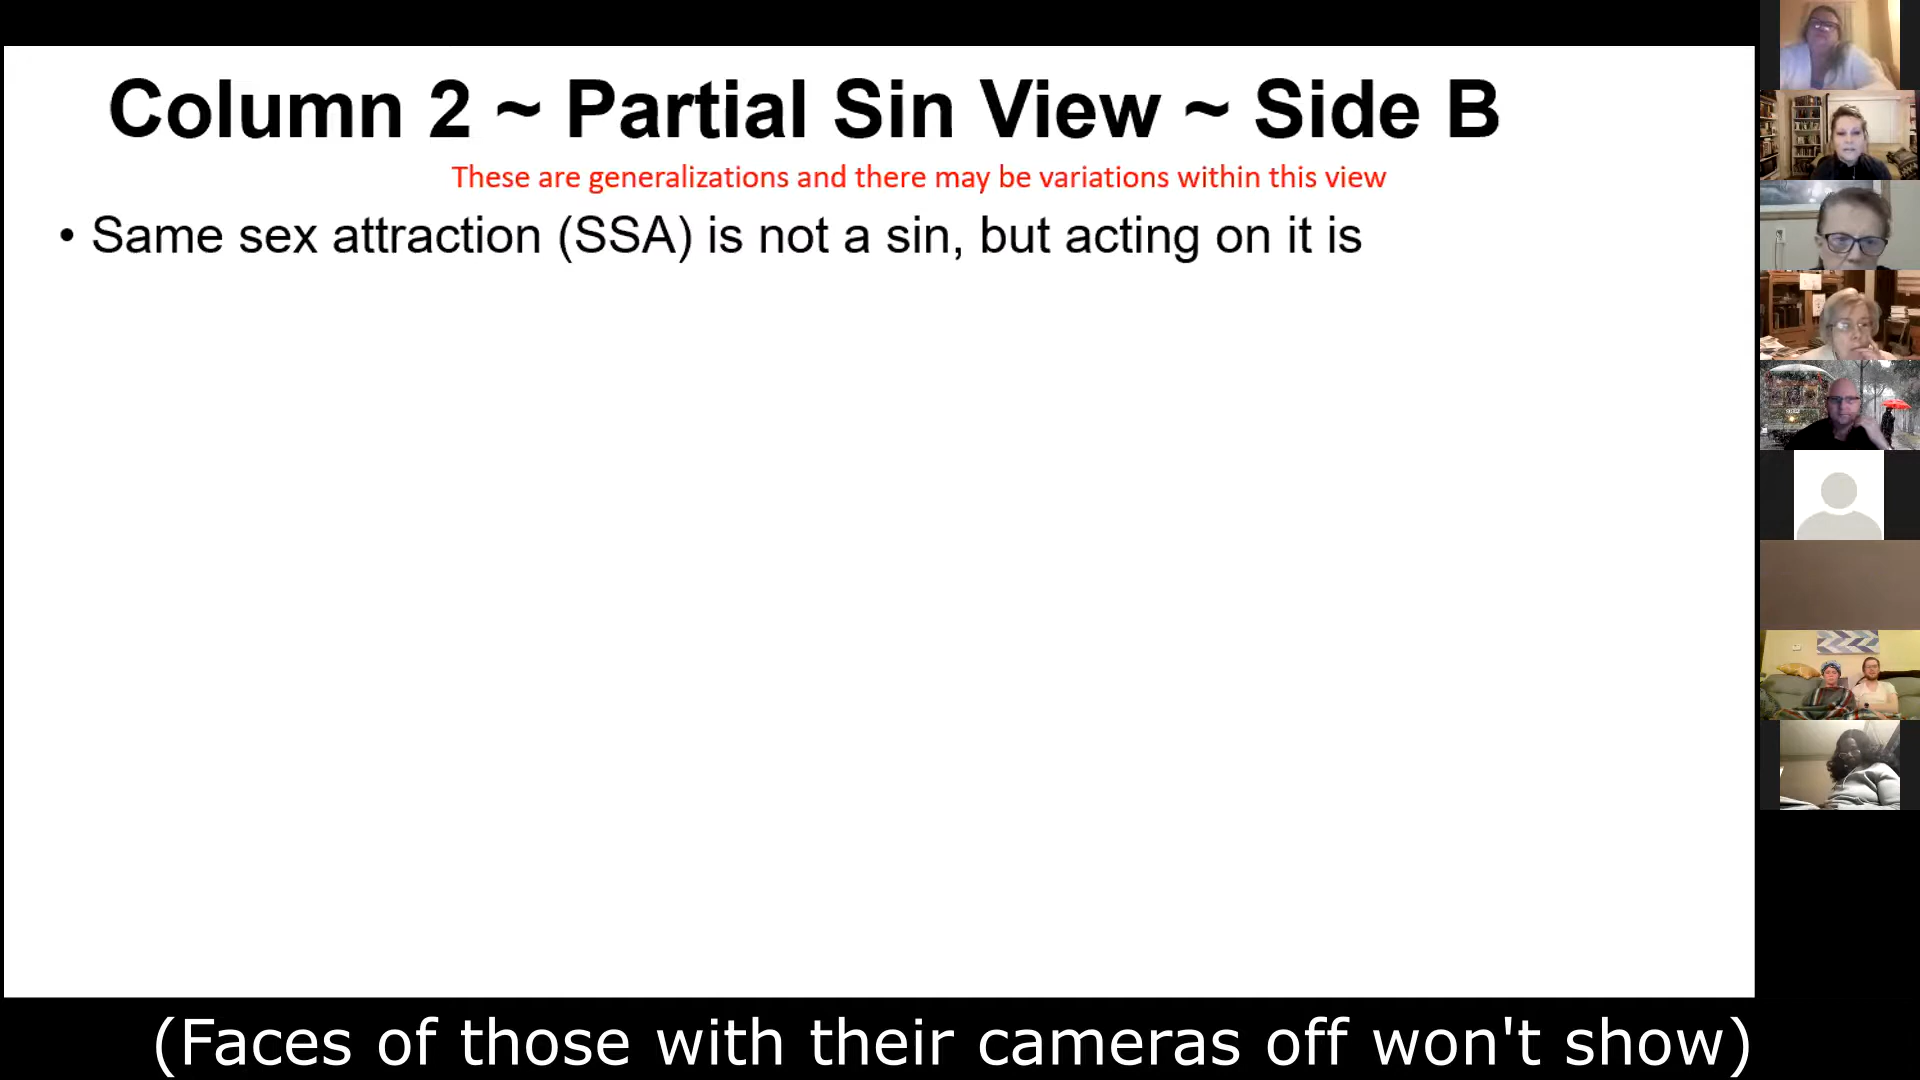 Column 2 ~ Partial Sin View ~ Side B
These are generalizations and there may be variations within this view
• Same sex attraction (SSA) is not a sin, but acting on it is
(Faces of those with their cameras off won't show)